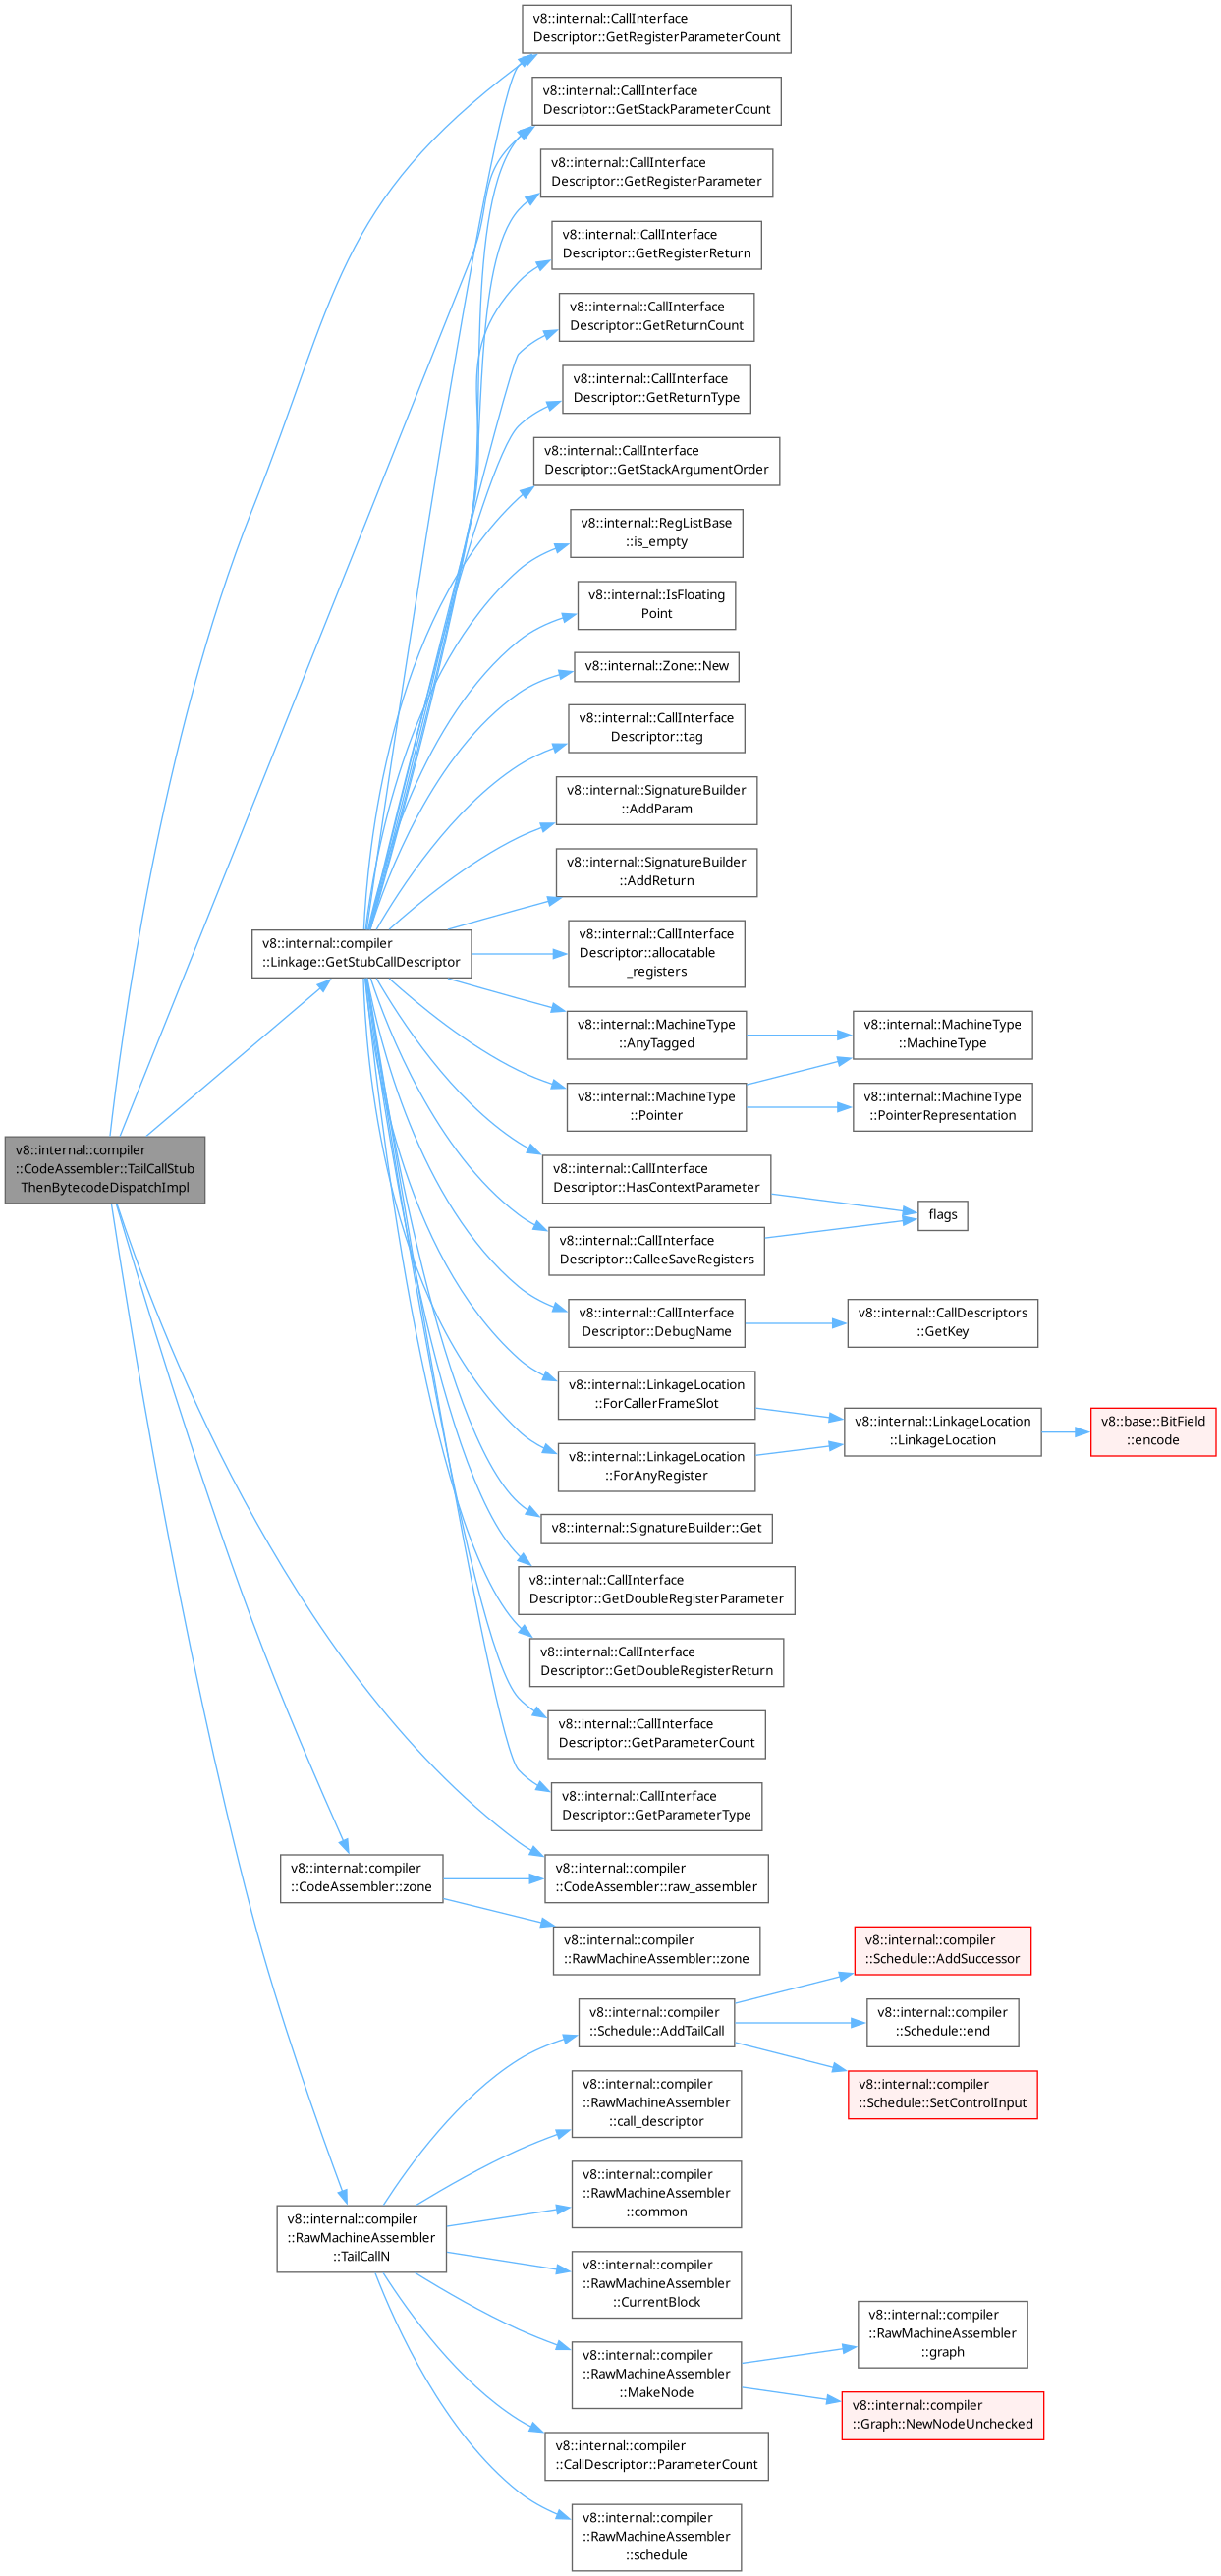 v8::internal::CallInterface
Descriptor::GetRegisterParameterCount
v8::internal::CallInterface
Descriptor::GetStackParameterCount
v8::internal::CallInterface
Descriptor::GetRegisterParameter
v8::internal::CallInterface
Descriptor::GetRegisterReturn
v8::internal::CallInterface
Descriptor::GetReturnCount
v8::internal::CallInterface
Descriptor::GetReturnType
v8::internal::CallInterface
Descriptor::GetStackArgumentOrder
v8::internal::RegListBase
::is_empty
v8::internal::IsFloating
Point
v8::internal::Zone::New
v8::internal::CallInterface
Descriptor::tag
v8::internal::SignatureBuilder
::AddParam
v8::internal::SignatureBuilder
::AddReturn
v8::internal::compiler
::Linkage::GetStubCallDescriptor
v8::internal::CallInterface
Descriptor::allocatable
_registers
v8::internal::MachineType
::AnyTagged
v8::internal::MachineType
::MachineType
v8::internal::MachineType
::Pointer
v8::internal::MachineType
::PointerRepresentation
v8::internal::compiler
::CodeAssembler::TailCallStub
ThenBytecodeDispatchImpl
v8::internal::CallInterface
Descriptor::HasContextParameter
flags
v8::internal::CallInterface
Descriptor::CalleeSaveRegisters
v8::internal::CallInterface
Descriptor::DebugName
v8::internal::CallDescriptors
::GetKey
v8::internal::LinkageLocation
::ForCallerFrameSlot
v8::internal::LinkageLocation
::LinkageLocation
v8::base::BitField
::encode
v8::internal::LinkageLocation
::ForAnyRegister
v8::internal::SignatureBuilder::Get
v8::internal::CallInterface
Descriptor::GetDoubleRegisterParameter
v8::internal::CallInterface
Descriptor::GetDoubleRegisterReturn
v8::internal::CallInterface
Descriptor::GetParameterCount
v8::internal::CallInterface
Descriptor::GetParameterType
v8::internal::compiler
::CodeAssembler::zone
v8::internal::compiler
::CodeAssembler::raw_assembler
v8::internal::compiler
::RawMachineAssembler::zone
v8::internal::compiler
::Schedule::AddSuccessor
v8::internal::compiler
::Schedule::AddTailCall
v8::internal::compiler
::Schedule::end
v8::internal::compiler
::Schedule::SetControlInput
v8::internal::compiler
::RawMachineAssembler
::call_descriptor
v8::internal::compiler
::RawMachineAssembler
::common
v8::internal::compiler
::RawMachineAssembler
::TailCallN
v8::internal::compiler
::RawMachineAssembler
::CurrentBlock
v8::internal::compiler
::RawMachineAssembler
::graph
v8::internal::compiler
::RawMachineAssembler
::MakeNode
v8::internal::compiler
::Graph::NewNodeUnchecked
v8::internal::compiler
::CallDescriptor::ParameterCount
v8::internal::compiler
::RawMachineAssembler
::schedule